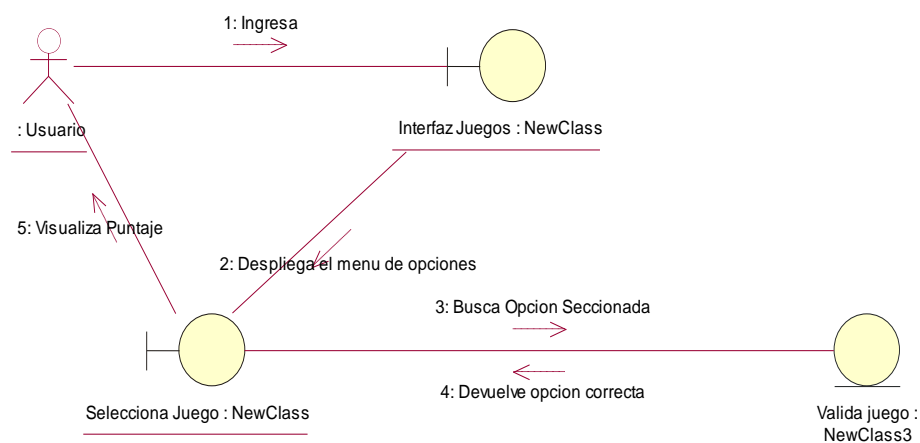 1: Ingresa
: Usuario
Interfaz Juegos : NewClass
5: Visualiza Puntaje
2: Despliega el menu de opciones
3: Busca Opcion Seccionada
4: Devuelve opcion correcta
Selecciona Juego : NewClass
Valida juego :
NewClass3